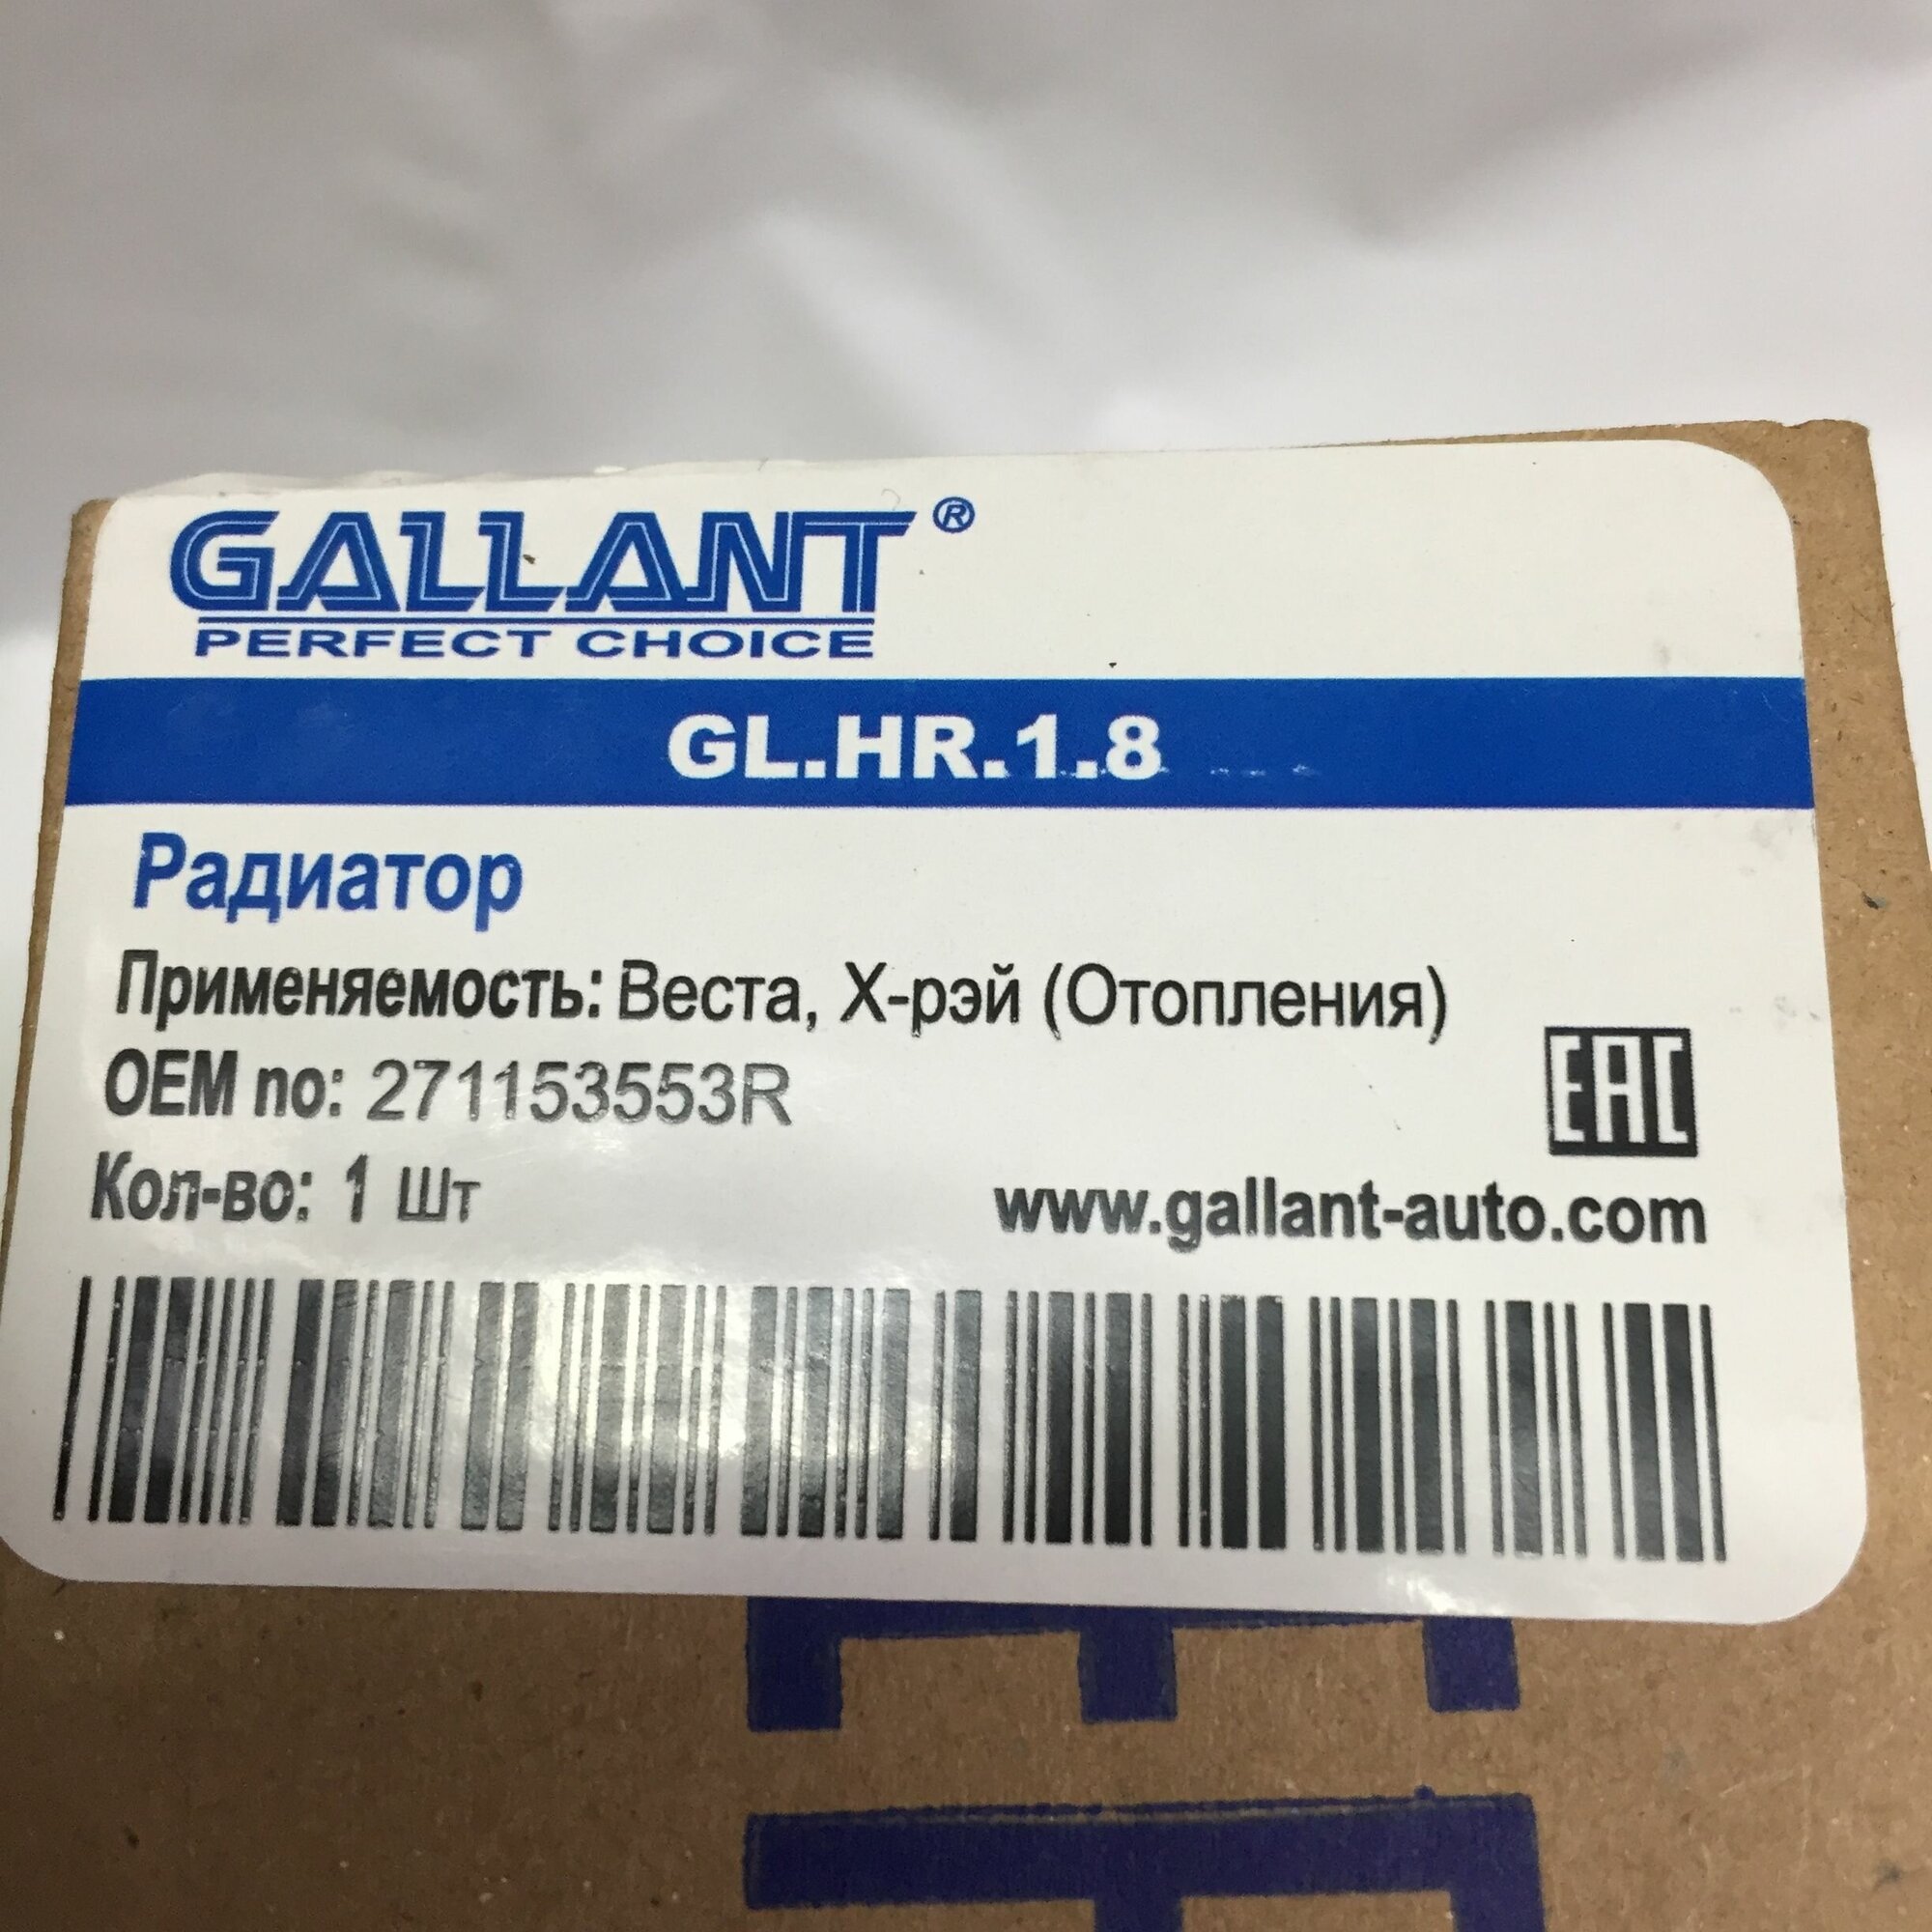 GALLANT®
PERFECT CHOICE
GL.HR.1.8
Радиатор
Применяемость: Веста, Х-рэй (Отопления)
OEM no: 271153553R
EAC
Кол-во: 1 Шт
www.gallant-auto.com